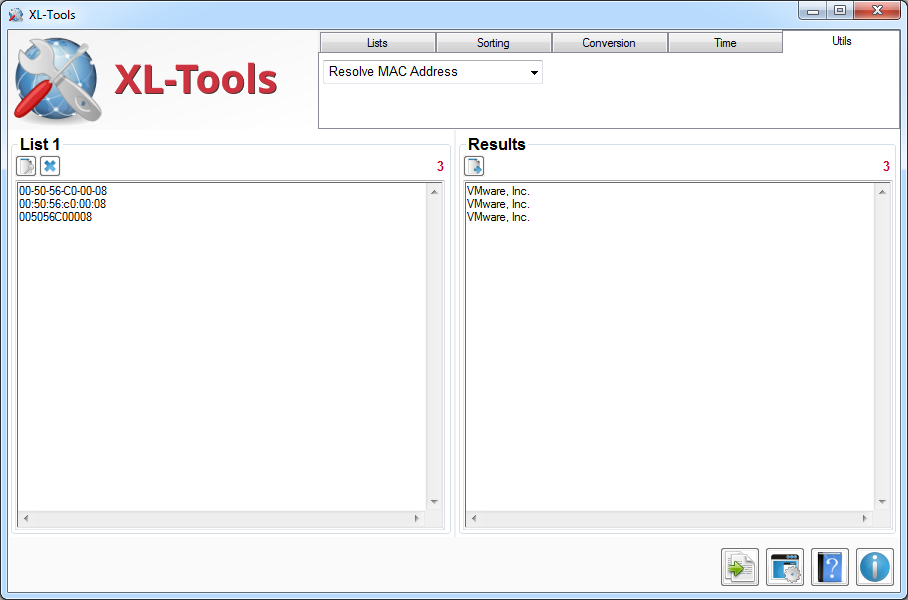 XL-Tools
XL-Tools
Lists
Sorting
Conversion
Time
Utils
Resolve MAC Address
List 1
3
00-50-56-C0-00-08
00:50:56:c0:00:08
005056C00008
Results
3
VMware, Inc.
VMware, Inc.
VMware, Inc.